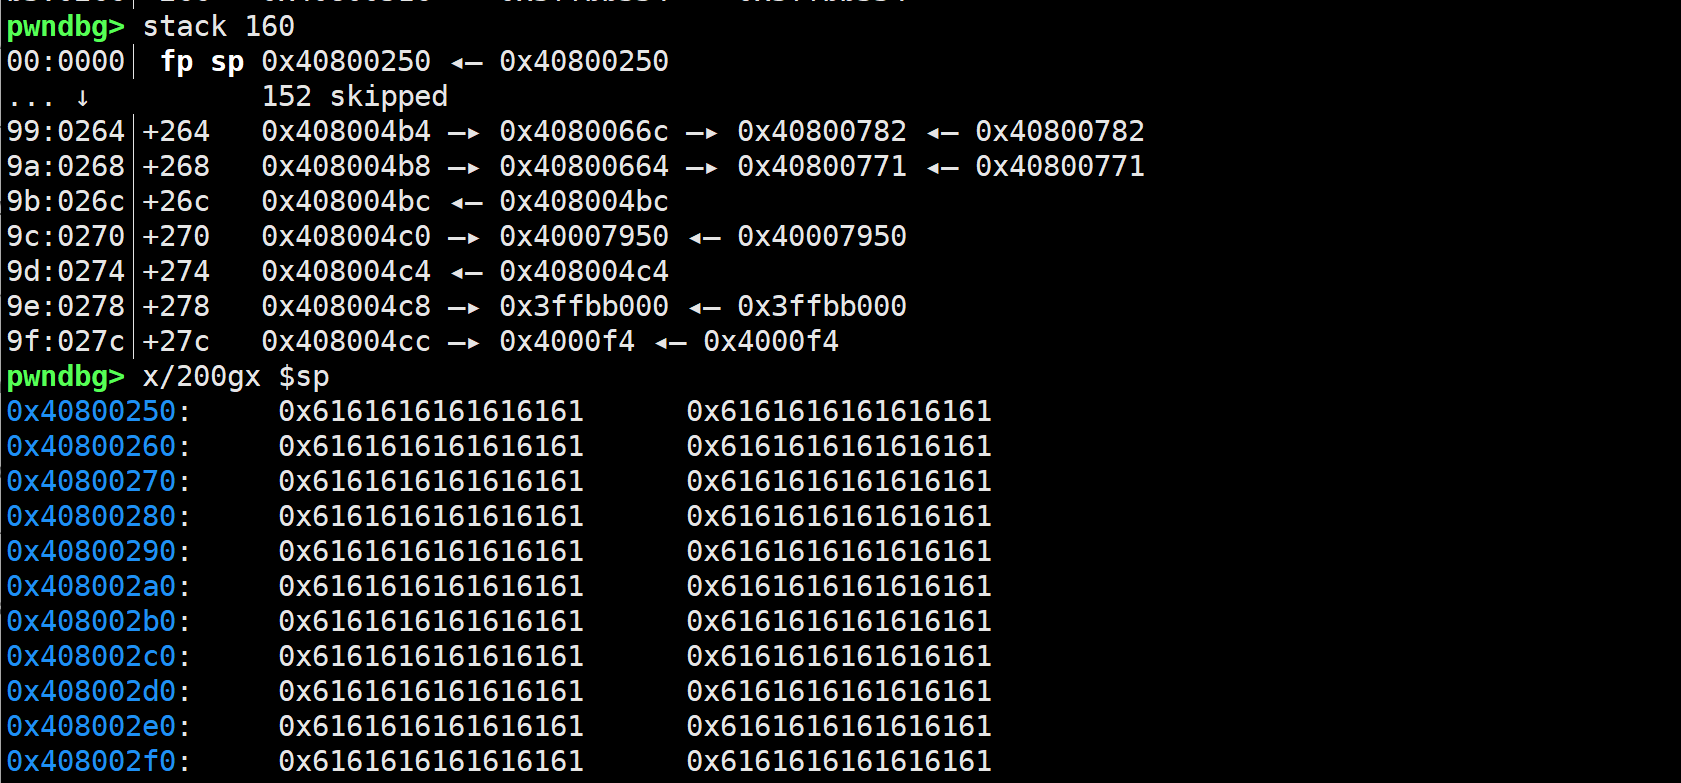 pwndbg> stack 160
00:0000│ fp sp 0x40800250 ◂— 0x40800250
... ↓ 152 skipped
99:0264│+264 0x408004b4 —▸ 0x4080066c —▸ 0x40800782 ◂— 0x40800782
9a:0268│+268 0x408004b8 —▸ 0x40800664 —▸ 0x40800771 ◂— 0x40800771
9b:026c│+26c 0x408004bc ◂— 0x408004bc
9c:0270│+270 0x408004c0 —▸ 0x40007950 ◂— 0x40007950
9d:0274│+274 0x408004c4 ◂— 0x408004c4
9e:0278│+278 0x408004c8 —▸ 0x3ffbb000 ◂— 0x3ffbb000
9f:027c│+27c 0x408004cc —▸ 0x4000f4 ◂— 0x4000f4
pwndbg> x/200gx $sp
0x40800250: 0x6161616161616161 0x6161616161616161
0x40800260: 0x6161616161616161 0x6161616161616161
0x40800270: 0x6161616161616161 0x6161616161616161
0x40800280: 0x6161616161616161 0x6161616161616161
0x40800290: 0x6161616161616161 0x6161616161616161
0x408002a0: 0x6161616161616161 0x6161616161616161
0x408002b0: 0x6161616161616161 0x6161616161616161
0x408002c0: 0x6161616161616161 0x6161616161616161
0x408002d0: 0x6161616161616161 0x6161616161616161
0x408002e0: 0x6161616161616161 0x6161616161616161
0x408002f0: 0x6161616161616161 0x6161616161616161